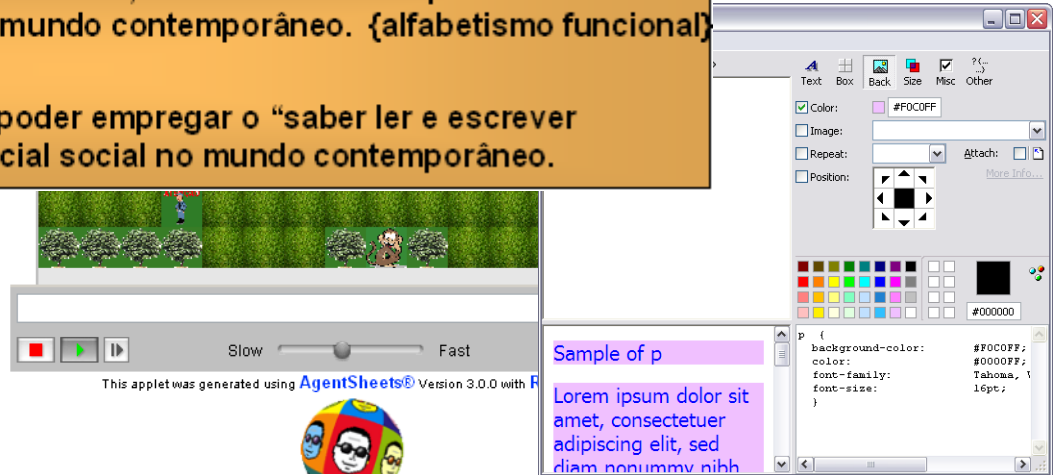 mundo contemporâneo. {alfabetismo funcional}
poder empregar o “saber ler e escrever
cial social no mundo contemporâneo.
Slow
Fast
This applet was generated using AgentSheets® Version 3.0.0 with R
Text Box Back Size Misc Other
Color: #F0C0FF
Image:
Repeat: Attach:
Position: More Info...
#000000
Sample of p
Lorem ipsum dolor sit
amet, consectetuer
adipiscing elit, sed
diam nonummy nibh
p {
background-color: #F0C0FF;
color: #0000FF;
font-family: Tahoma, V
font-size: 16pt;
}